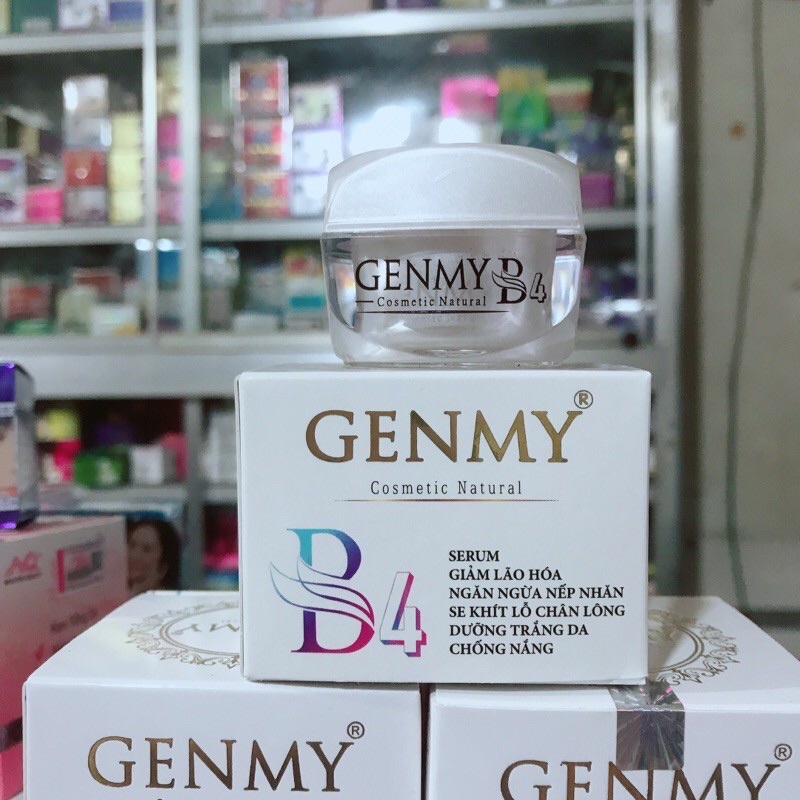 GENMY B4
Cosmetic Natural
GENMY®
Cosmetic Natural
B4
SERUM
GIẢM LÃO HÓA
NGĂN NGỪA NẾP NHĂN
SE KHÍT LỖ CHÂN LÔNG
DƯỠNG TRẮNG DA
CHỐNG NẮNG
GENMY®
GENMY®